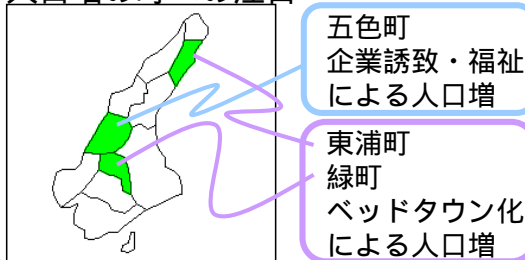 五色町
企業誘致・福祉
による人口増
東浦町
緑町
ベッドタウン化
による人口増